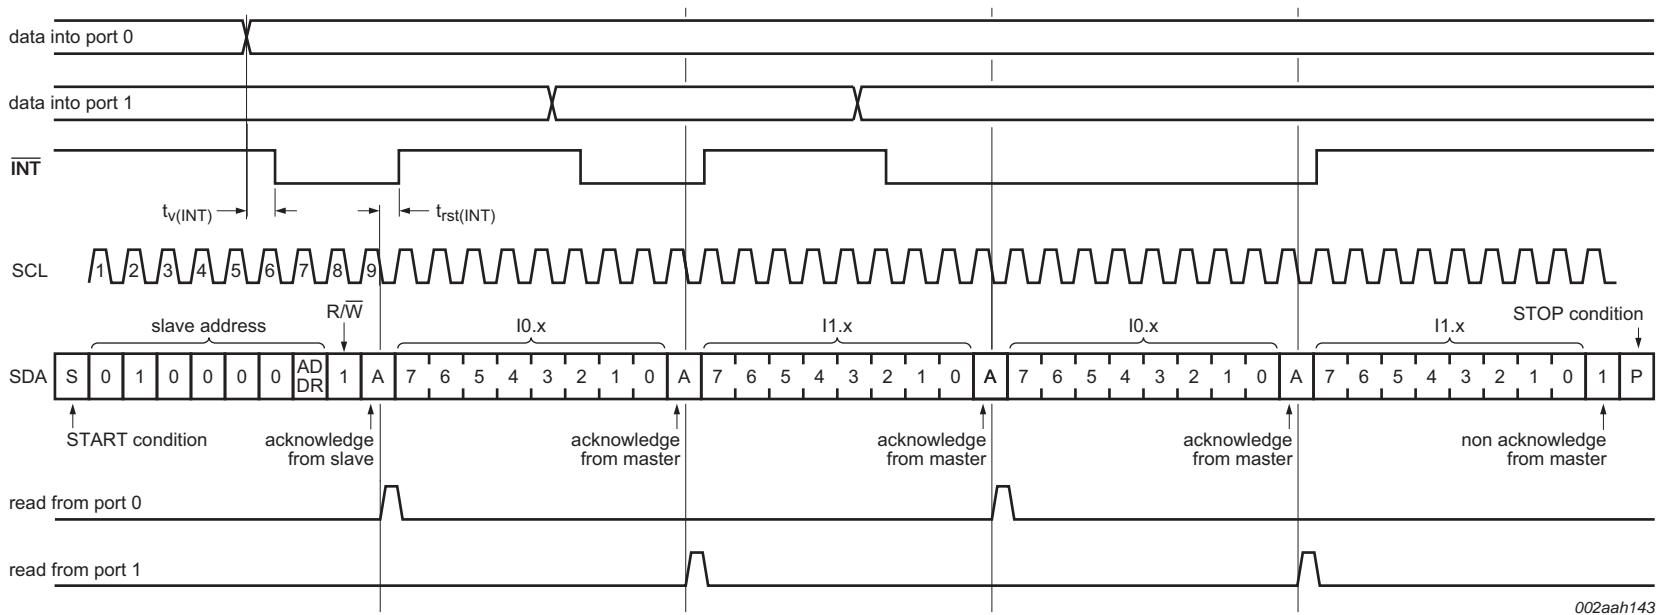 data into port 0
data into port 1
INT
tv(INT)
trst(INT)
SCL
1 2 3 4 5 6 7 8 9
R/W
STOP condition
slave address
I0.x
I1.x
I0.x
I1.x
SDA
S 0 1 0 0 0 0 AD DR 1 A 7 6 5 4 3 2 1 0 A 7 6 5 4 3 2 1 0 A 7 6 5 4 3 2 1 0 A 7 6 5 4 3 2 1 0 1 P
START condition
acknowledge
from slave
acknowledge
from master
acknowledge
from master
acknowledge
from master
non acknowledge
from master
read from port 0
read from port 1
002aah143